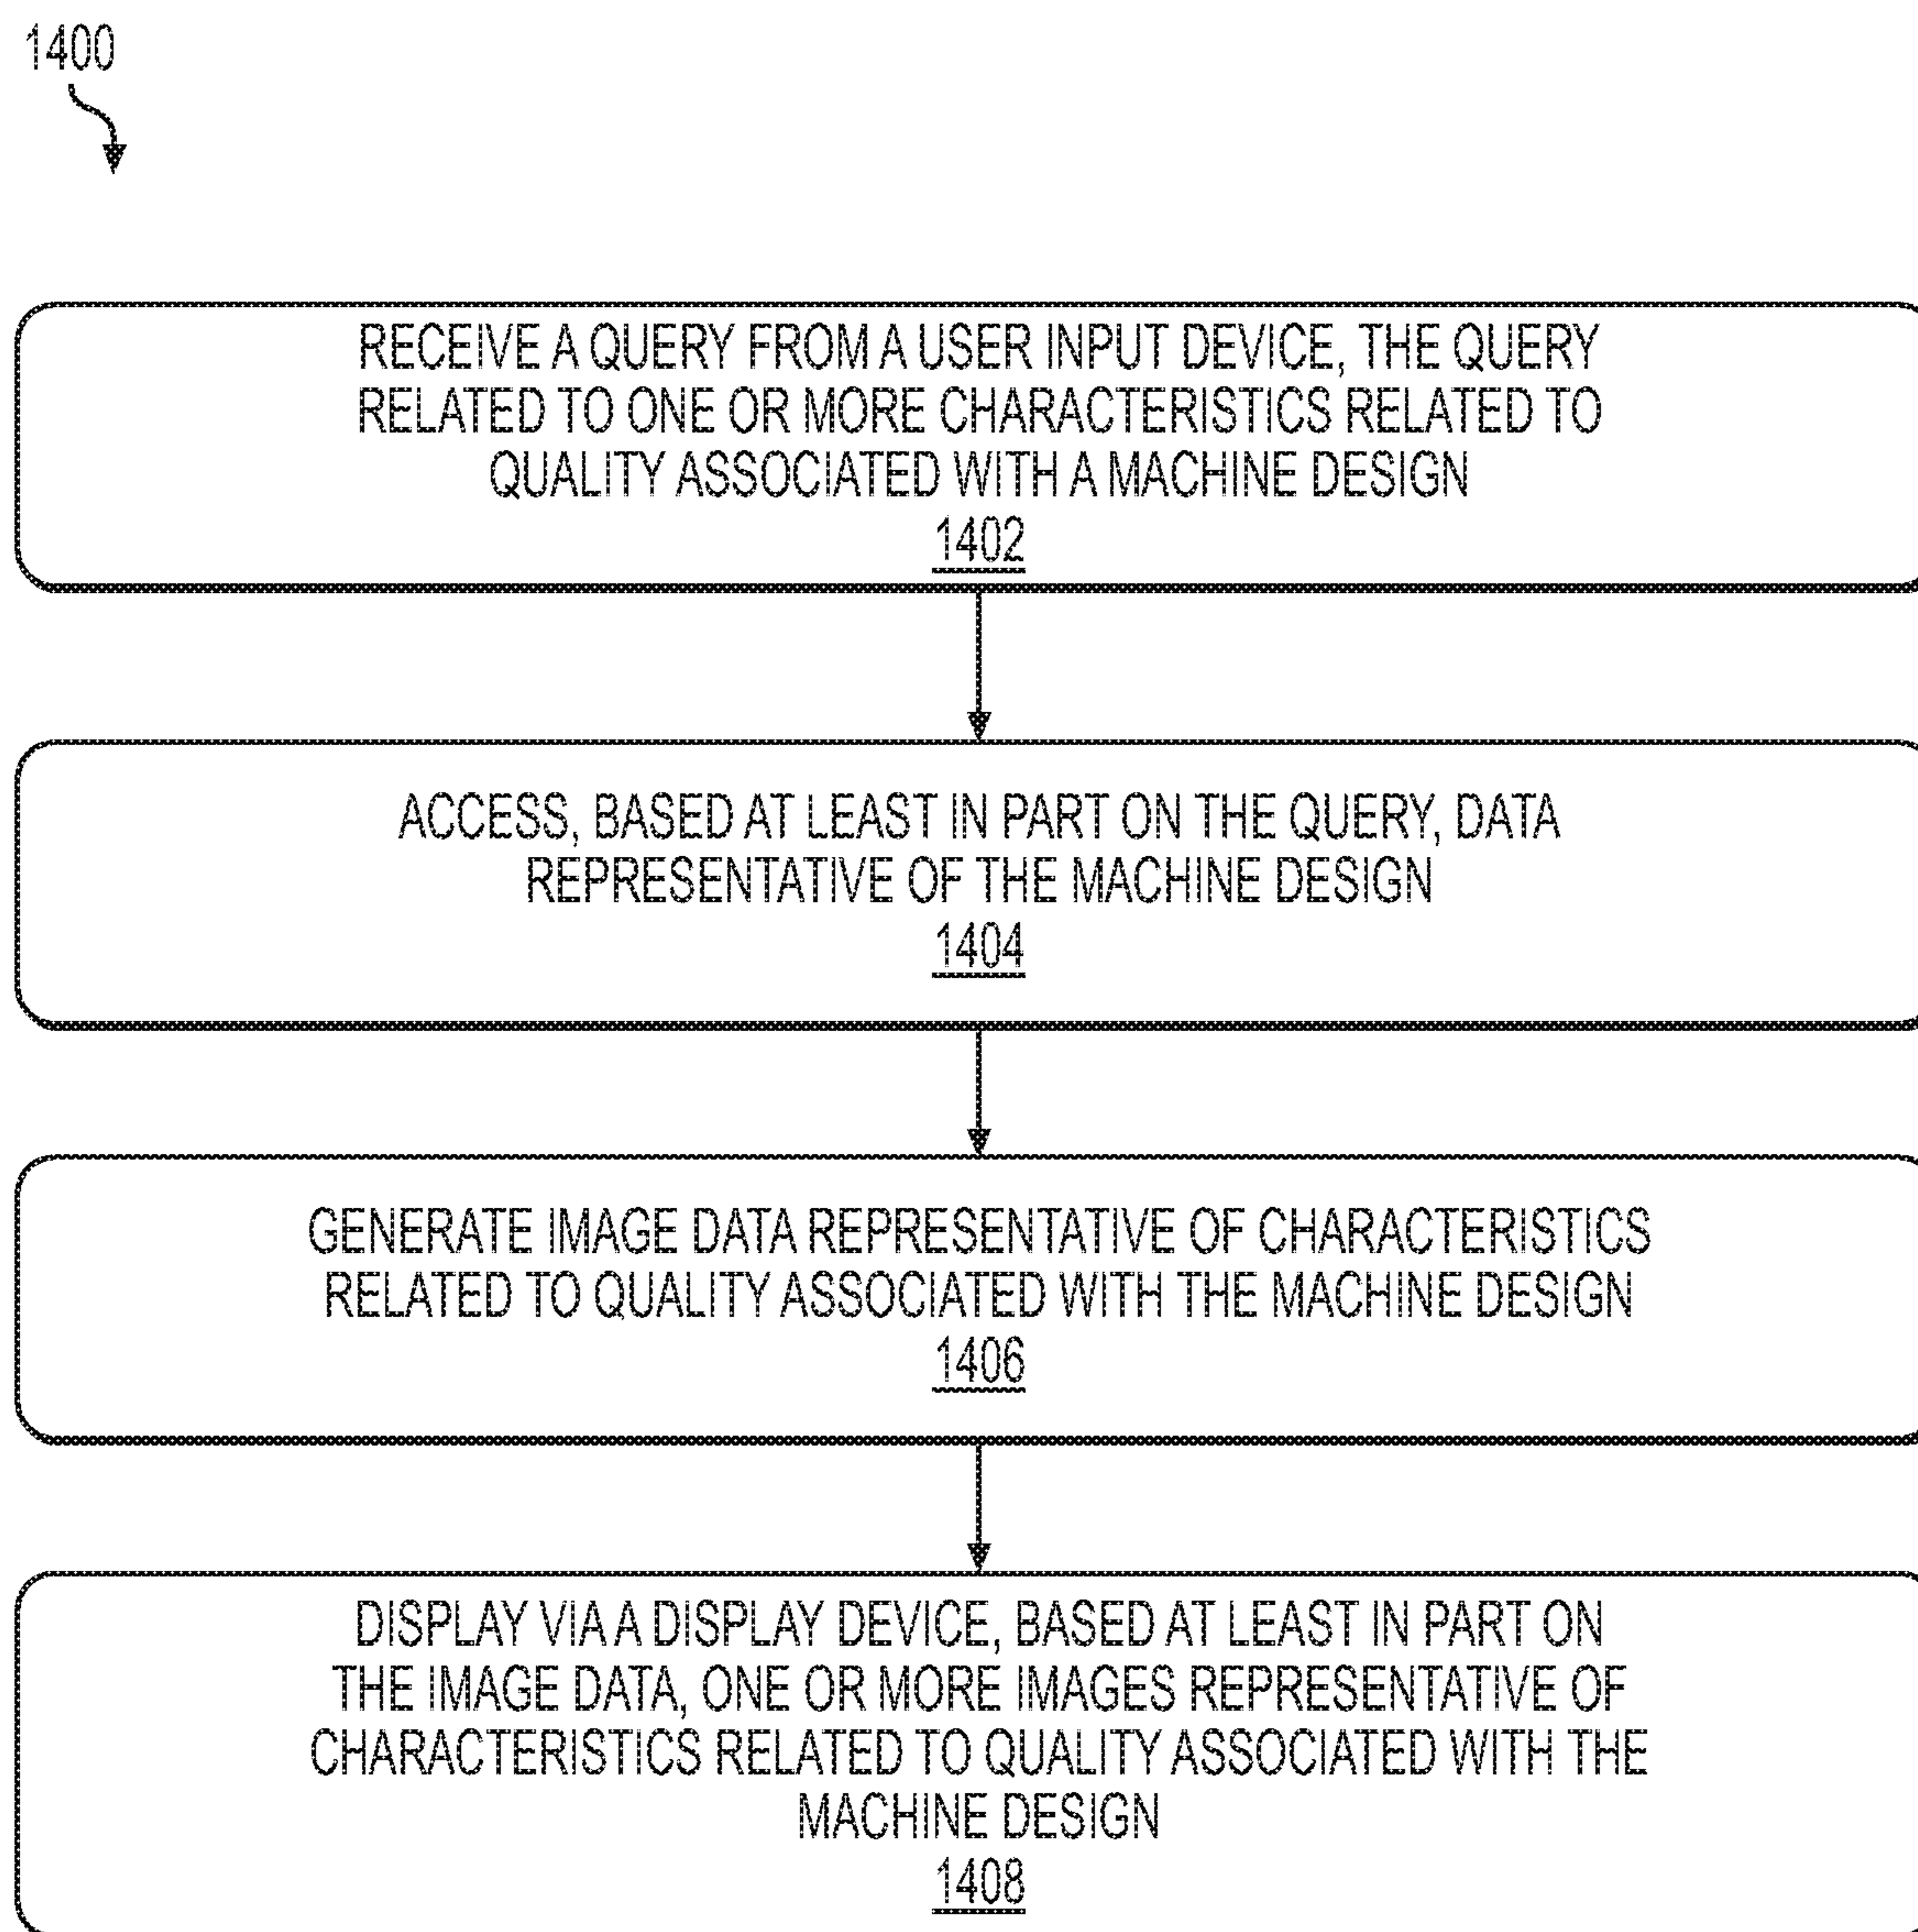 1400
RECEIVE A QUERY FROM A USER INPUT DEVICE, THE QUERY
RELATED TO ONE OR MORE CHARACTERISTICS RELATED TO
QUALITY ASSOCIATED WITH A MACHINE DESIGN
1402
ACCESS, BASED AT LEAST IN PART ON THE QUERY, DATA
REPRESENTATIVE OF THE MACHINE DESIGN
1404
GENERATE IMAGE DATA REPRESENTATIVE OF CHARACTERISTICS
RELATED TO QUALITY ASSOCIATED WITH THE MACHINE DESIGN
1406
DISPLAY VIA A DISPLAY DEVICE, BASED AT LEAST IN PART ON
THE IMAGE DATA, ONE OR MORE IMAGES REPRESENTATIVE OF
CHARACTERISTICS RELATED TO QUALITY ASSOCIATED WITH THE
MACHINE DESIGN
1408